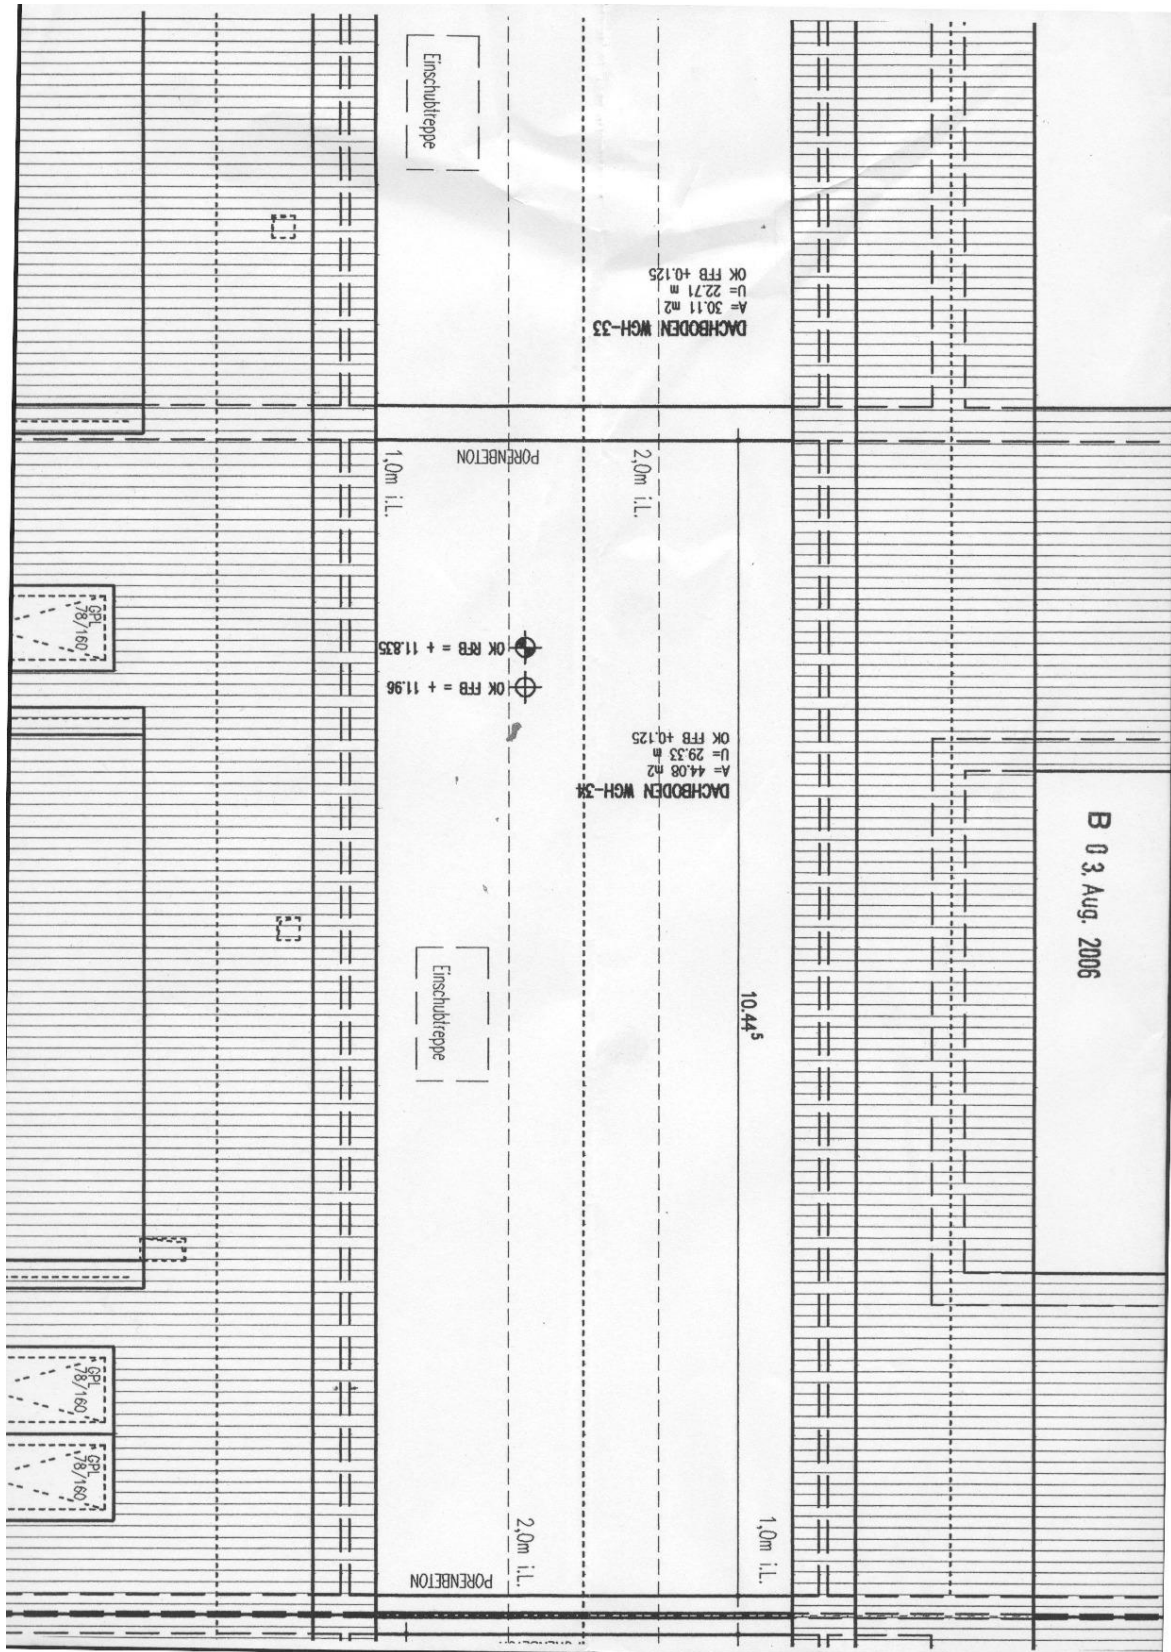 Einschubtreppe
DACHBODEN WGH-33
A= 30.11 m2
U= 22.71 m
OK FFB +0.125
PORENBETON
1,0m i.L.
2,0m i.L.
GPL
78/160
OK RFB = + 11.835
OK FFB = + 11.96
DACHBODEN WGH-34
A= 44.08 m2
U= 29.33 m
OK FFB +0.125
B 03. Aug. 2006
Einschubtreppe
10.44⁵
GPL
78/160
GPL
78/160
2,0m i.L.
1,0m i.L.
PORENBETON